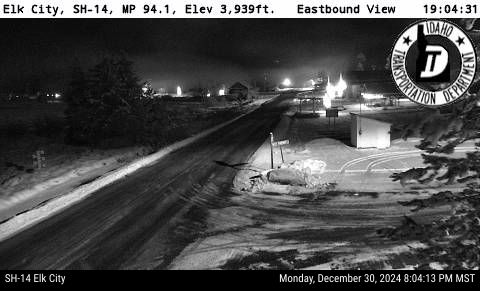 Elk City, SH-14, MP 94.1, Elev 3,939ft. Eastbound View 19:04:31
IDAHO
TRANSPORTATION DEPARTMENT
SH-14 Elk City Monday, December 30, 2024 8:04:13 PM MST